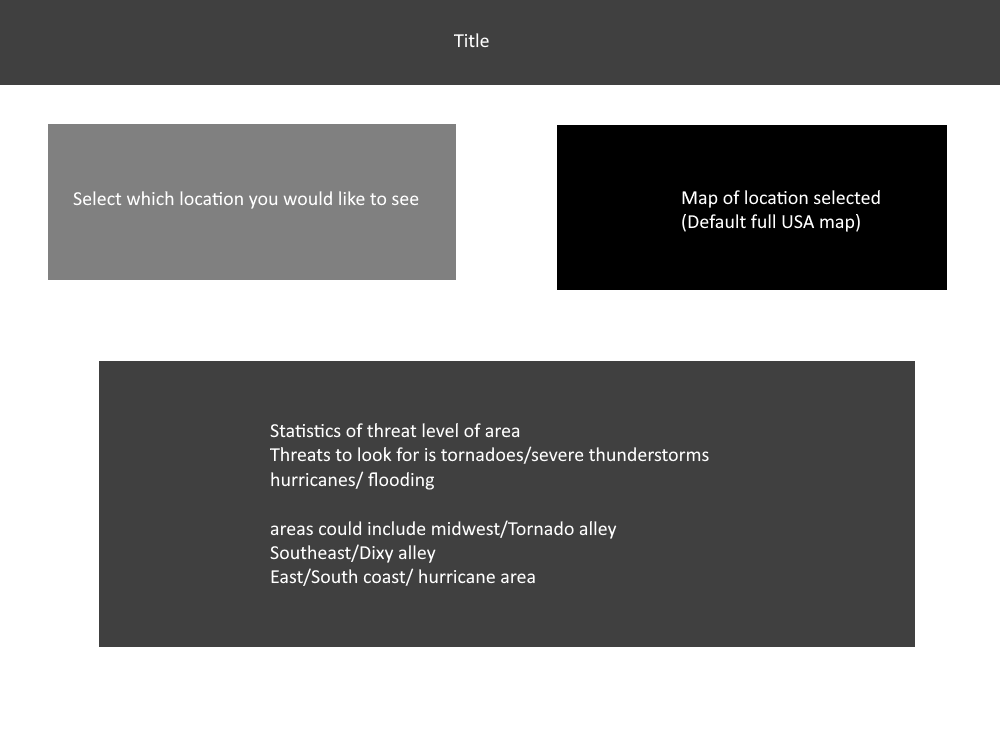 Title
Select which location you would like to see
Map of location selected
(Default full USA map)
Statistics of threat level of area
Threats to look for is tornadoes/severe thunderstorms
hurricanes/ flooding
areas could include midwest/Tornado alley
Southeast/Dixy alley
East/South coast/ hurricane area